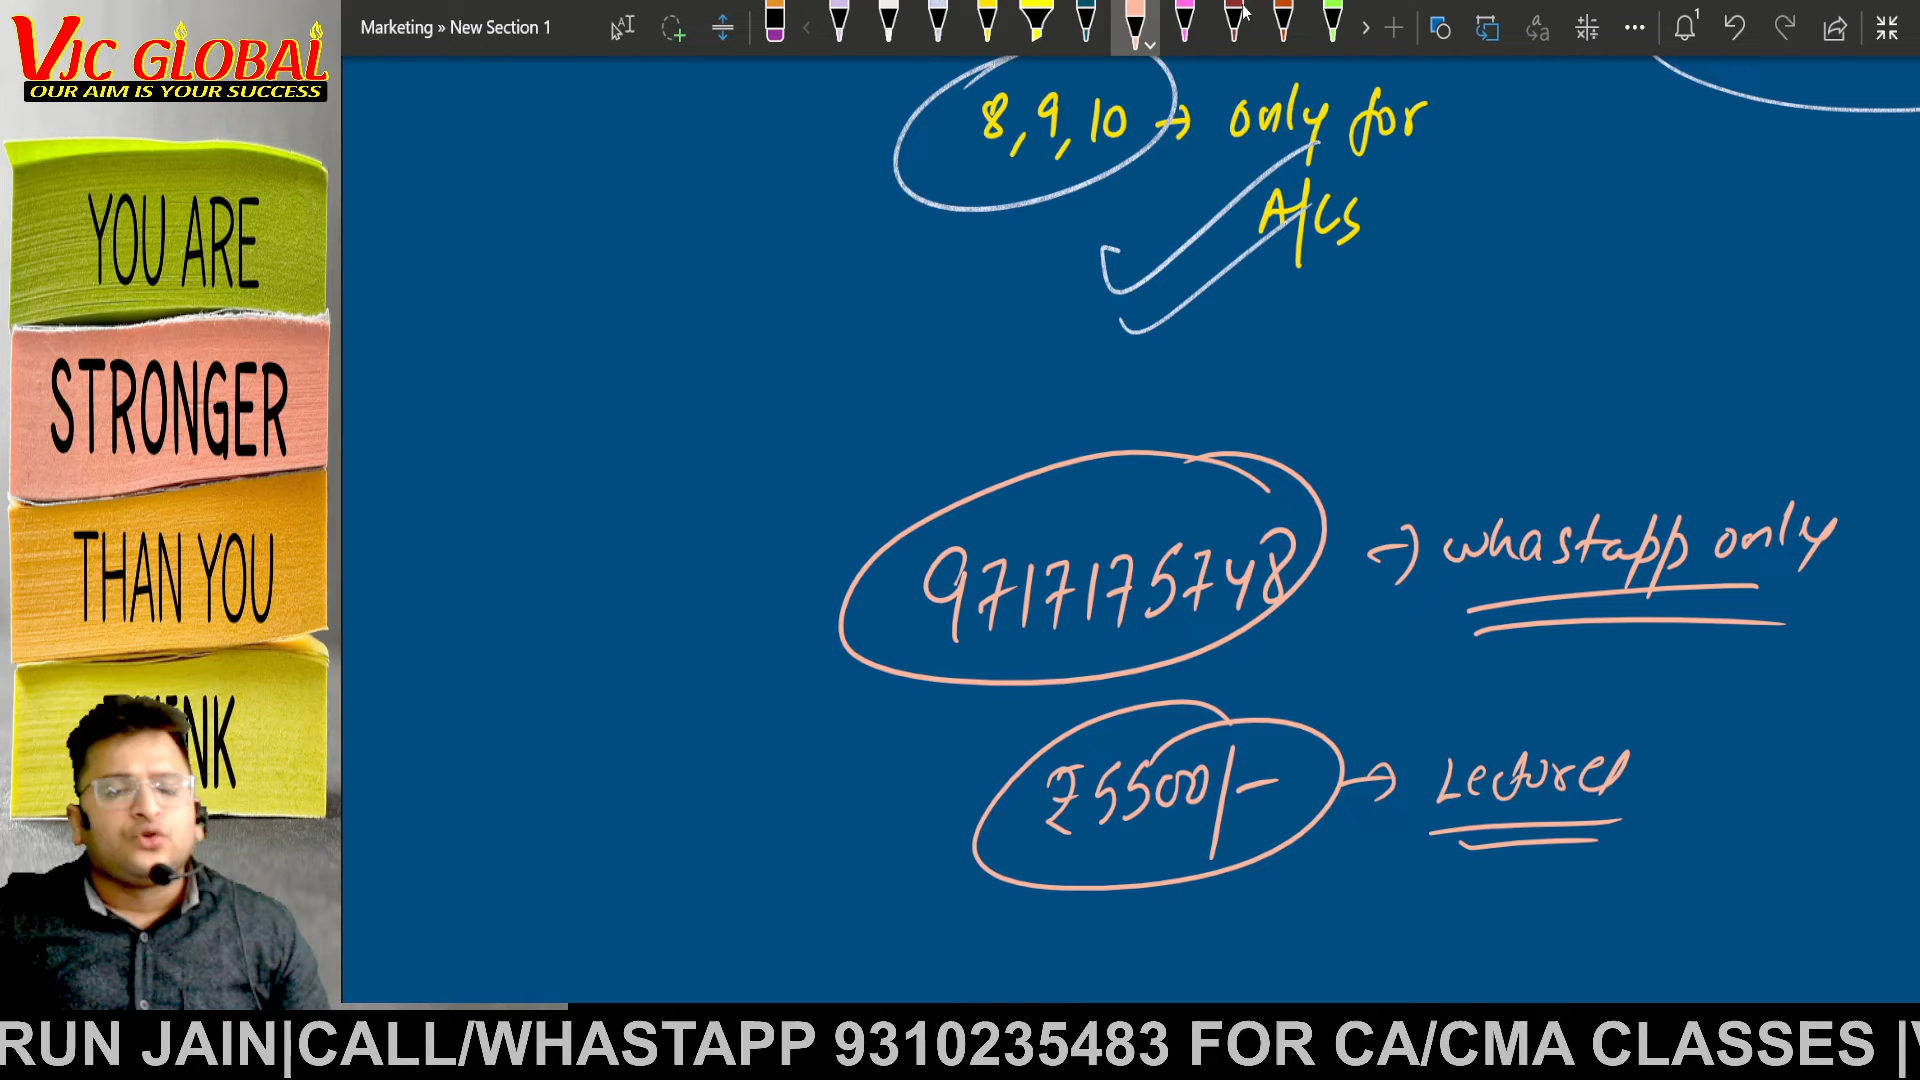 VJC GLOBAL
OUR AIM IS YOUR SUCCESS
Marketing » New Section 1
1
8, 9, 10 → only for
A/CS
YOU ARE
STRONGER
THAN YOU
9717175748 → whastapp only
₹5500/- → Lectures
RUN JAIN|CALL/WHASTAPP 9310235483 FOR CA/CMA CLASSES |